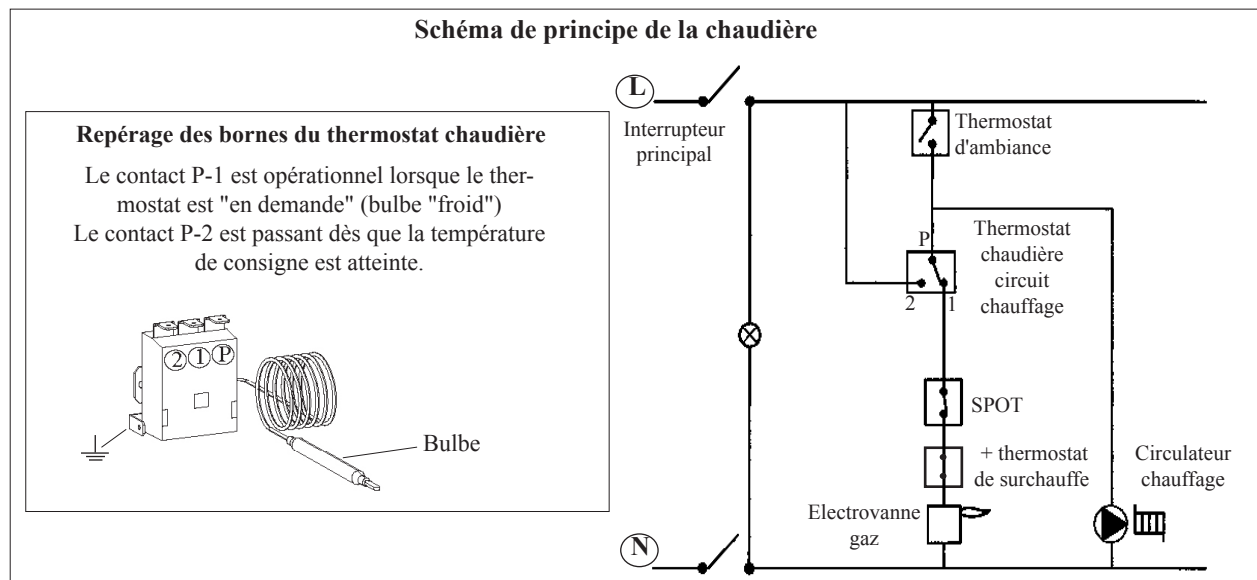 Schéma de principe de la chaudière
Repérage des bornes du thermostat chaudière
Le contact P-1 est opérationnel lorsque le ther-
mostat est "en demande" (bulbe "froid")
Le contact P-2 est passant dès que la température
de consigne est atteinte.
2 1 P
Bulbe
L
Interrupteur
principal
Thermostat
d'ambiance
P
2 1
Thermostat
chaudière
circuit
chauffage
SPOT
+ thermostat
de surchauffe
Circulateur
chauffage
Electrovanne
gaz
N